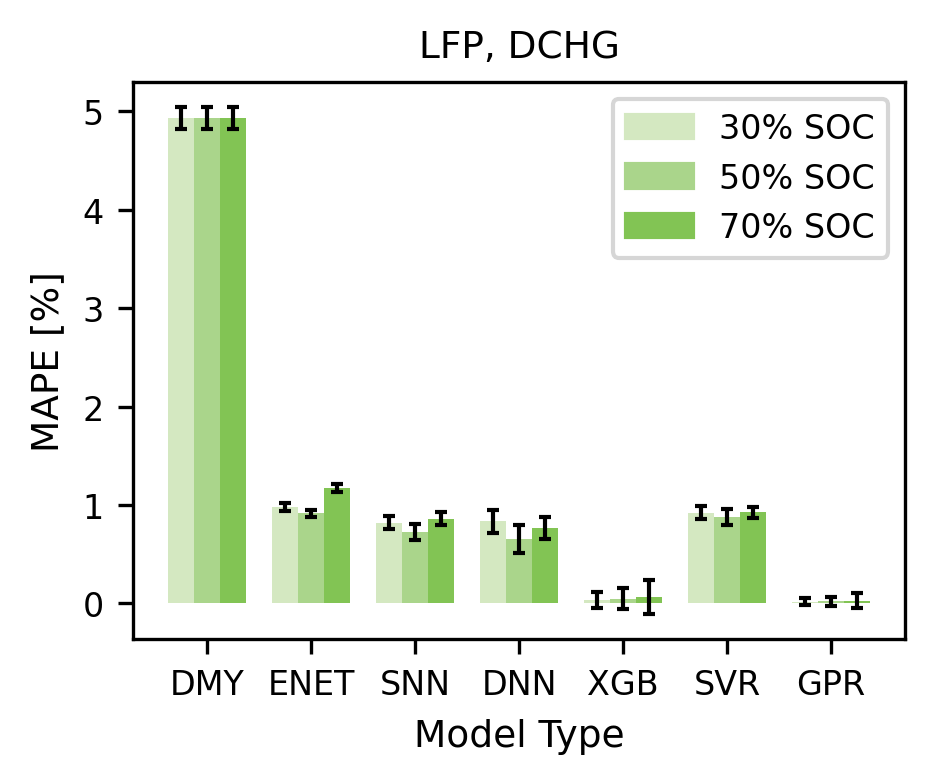 LFP, DCHG
30% SOC
50% SOC
70% SOC
MAPE [%]
5
4
3
2
1
0
DMY ENET SNN DNN XGB SVR GPR
Model Type